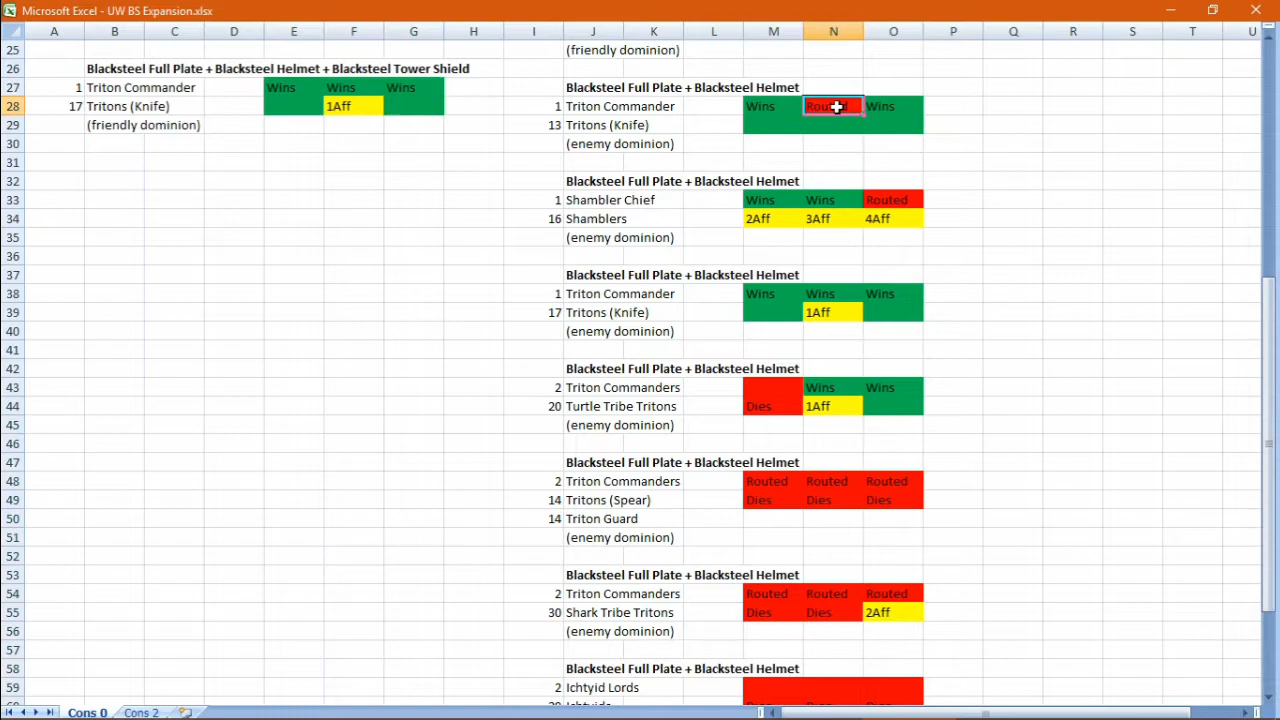 Microsoft Excel - UW BS Expansion.xlsx
A B C D E F G H I J K L M N O P Q R S T U
25 (friendly dominion)
26 Blacksteel Full Plate + Blacksteel Helmet + Blacksteel Tower Shield
27 1 Triton Commander Wins Wins Wins Blacksteel Full Plate + Blacksteel Helmet
28 17 Tritons (Knife) 1Aff 1 Triton Commander Wins Routed Wins
29 (friendly dominion) 13 Tritons (Knife)
30 (enemy dominion)
31
32 Blacksteel Full Plate + Blacksteel Helmet
33 1 Shambler Chief Wins Wins Routed
34 16 Shamblers 2Aff 3Aff 4Aff
35 (enemy dominion)
36
37 Blacksteel Full Plate + Blacksteel Helmet
38 1 Triton Commander Wins Wins Wins
39 17 Tritons (Knife) 1Aff
40 (enemy dominion)
41
42 Blacksteel Full Plate + Blacksteel Helmet
43 2 Triton Commanders Wins Wins
44 20 Turtle Tribe Tritons Dies 1Aff
45 (enemy dominion)
46
47 Blacksteel Full Plate + Blacksteel Helmet
48 2 Triton Commanders Routed Routed Routed
49 14 Tritons (Spear) Dies Dies Dies
50 14 Triton Guard
51 (enemy dominion)
52
53 Blacksteel Full Plate + Blacksteel Helmet
54 2 Triton Commanders Routed Routed Routed
55 30 Shark Tribe Tritons Dies Dies 2Aff
56 (enemy dominion)
57
58 Blacksteel Full Plate + Blacksteel Helmet
59 2 Ichtyid Lords
Cons 0 Cons 2